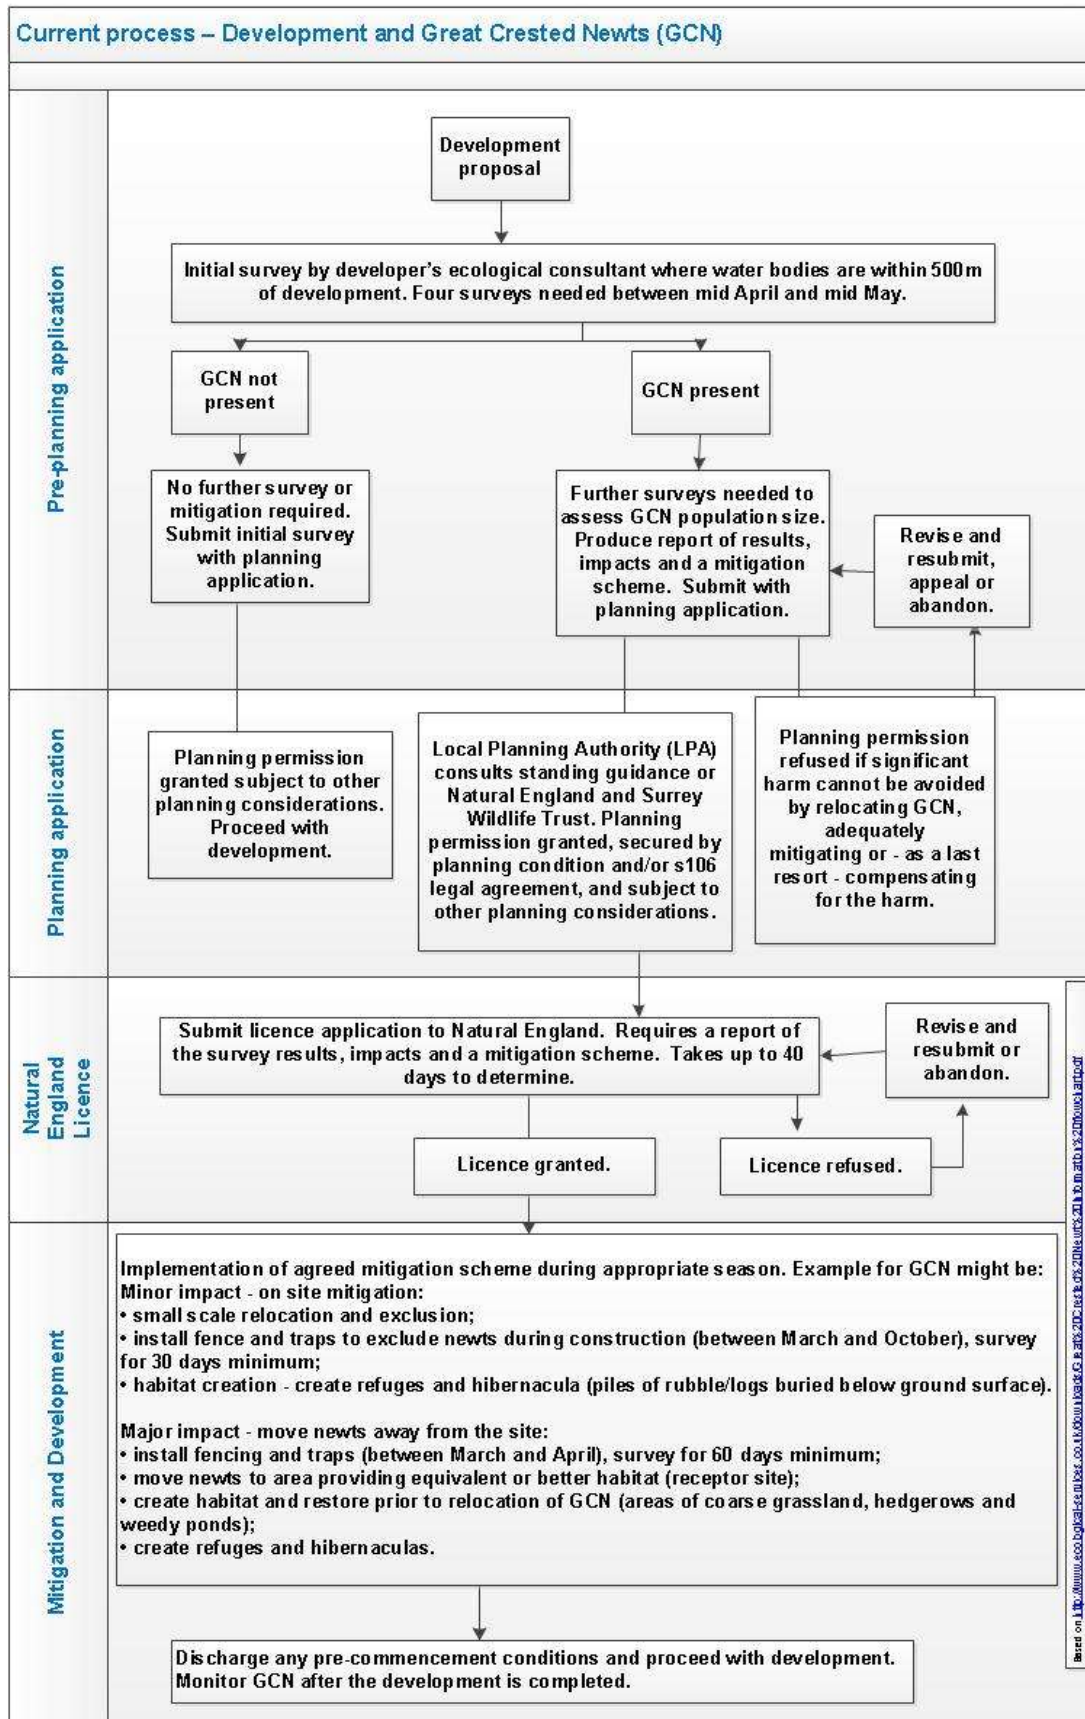 Current process – Development and Great Crested Newts (GCN)
Pre-planning application
Development
proposal
Initial survey by developer's ecological consultant where water bodies are within 500m
of development. Four surveys needed between mid April and mid May.
GCN not
present
GCN present
No further survey or
mitigation required.
Submit initial survey
with planning
application.
Further surveys needed to
assess GCN population size.
Produce report of results,
impacts and a mitigation
scheme. Submit with
planning application.
Revise and
resubmit,
appeal or
abandon.
Planning application
Planning permission
granted subject to other
planning considerations.
Proceed with
development.
Local Planning Authority (LPA)
consults standing guidance or
Natural England and Surrey
Wildlife Trust. Planning
permission granted, secured by
planning condition and/or s106
legal agreement, and subject to
other planning considerations.
Planning permission
refused if significant
harm cannot be avoided
by relocating GCN,
adequately
mitigating or - as a last
resort - compensating
for the harm.
Natural
England
Licence
Submit licence application to Natural England. Requires a report of
the survey results, impacts and a mitigation scheme. Takes up to 40
days to determine.
Revise and
resubmit or
abandon.
Licence granted.
Licence refused.
Mitigation and Development
Implementation of agreed mitigation scheme during appropriate season. Example for GCN might be:
Minor impact - on site mitigation:
• small scale relocation and exclusion;
• install fence and traps to exclude newts during construction (between March and October), survey
for 30 days minimum;
• habitat creation - create refuges and hibernacula (piles of rubble/logs buried below ground surface).
Major impact - move newts away from the site:
• install fencing and traps (between March and April), survey for 60 days minimum;
• move newts to area providing equivalent or better habitat (receptor site);
• create habitat and restore prior to relocation of GCN (areas of coarse grassland, hedgerows and
weedy ponds);
• create refuges and hibernaculas.
Discharge any pre-commencement conditions and proceed with development.
Monitor GCN after the development is completed.
Based on